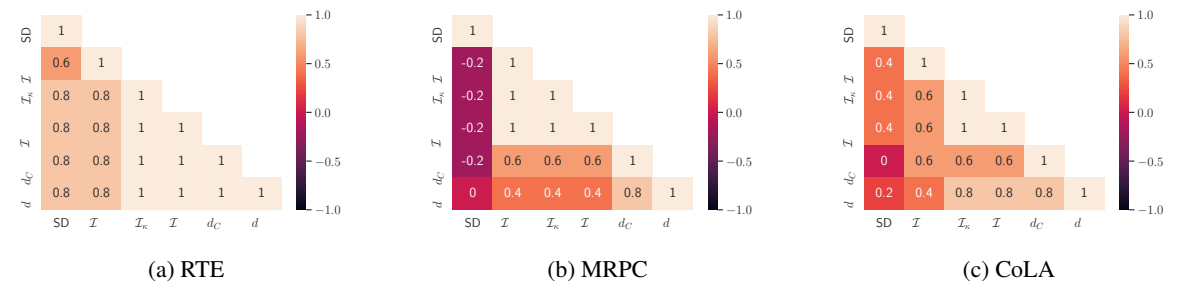 SD
ℐ
ℐκ
ℐ
d_C
d
1
0.6 1
0.8 0.8 1
0.8 0.8 1 1
0.8 0.8 1 1 1
0.8 0.8 1 1 1 1
SD ℐ ℐκ ℐ d_C d
1.0
0.5
0.0
−0.5
−1.0
(a) RTE
SD
ℐ
ℐκ
ℐ
d_C
d
1
-0.2 1
-0.2 1 1
-0.2 1 1 1
-0.2 0.6 0.6 0.6 1
0 0.4 0.4 0.4 0.8 1
SD ℐ ℐκ ℐ d_C d
1.0
0.5
0.0
−0.5
−1.0
(b) MRPC
SD
ℐ
ℐκ
ℐ
d_C
d
1
0.4 1
0.4 0.6 1
0.4 0.6 1 1
0 0.6 0.6 0.6 1
0.2 0.4 0.8 0.8 0.8 1
SD ℐ ℐκ ℐ d_C d
1.0
0.5
0.0
−0.5
−1.0
(c) CoLA